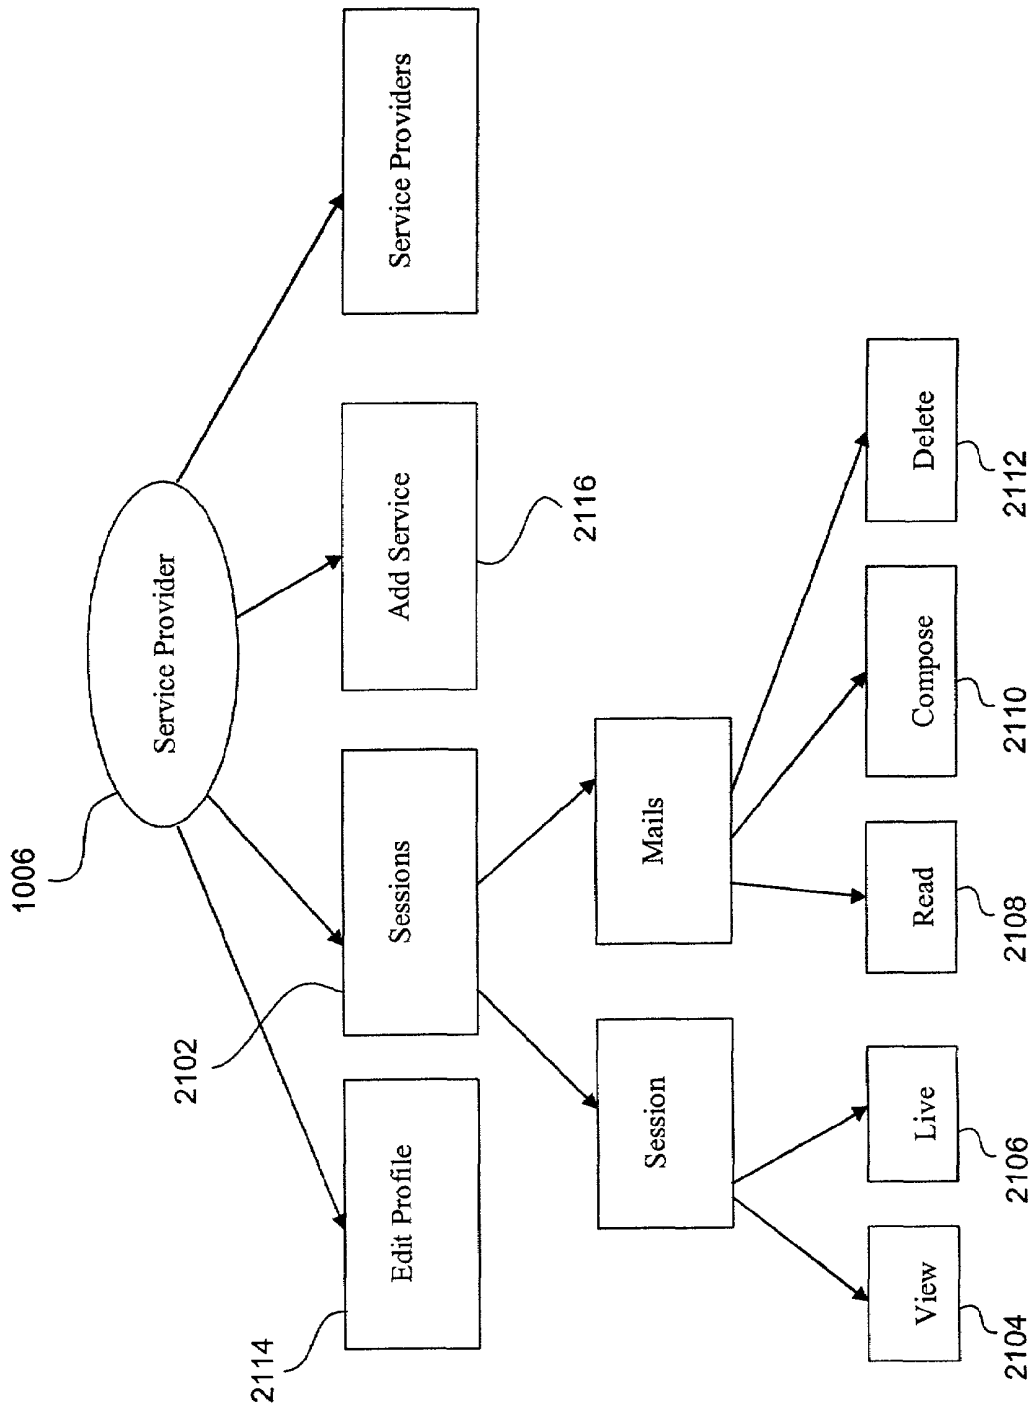 1006
Service Provider
2114
Edit Profile
2102
Sessions
Add Service
2116
Service Providers
Session
Mails
View
2104
Live
2106
Read
2108
Compose
2110
Delete
2112